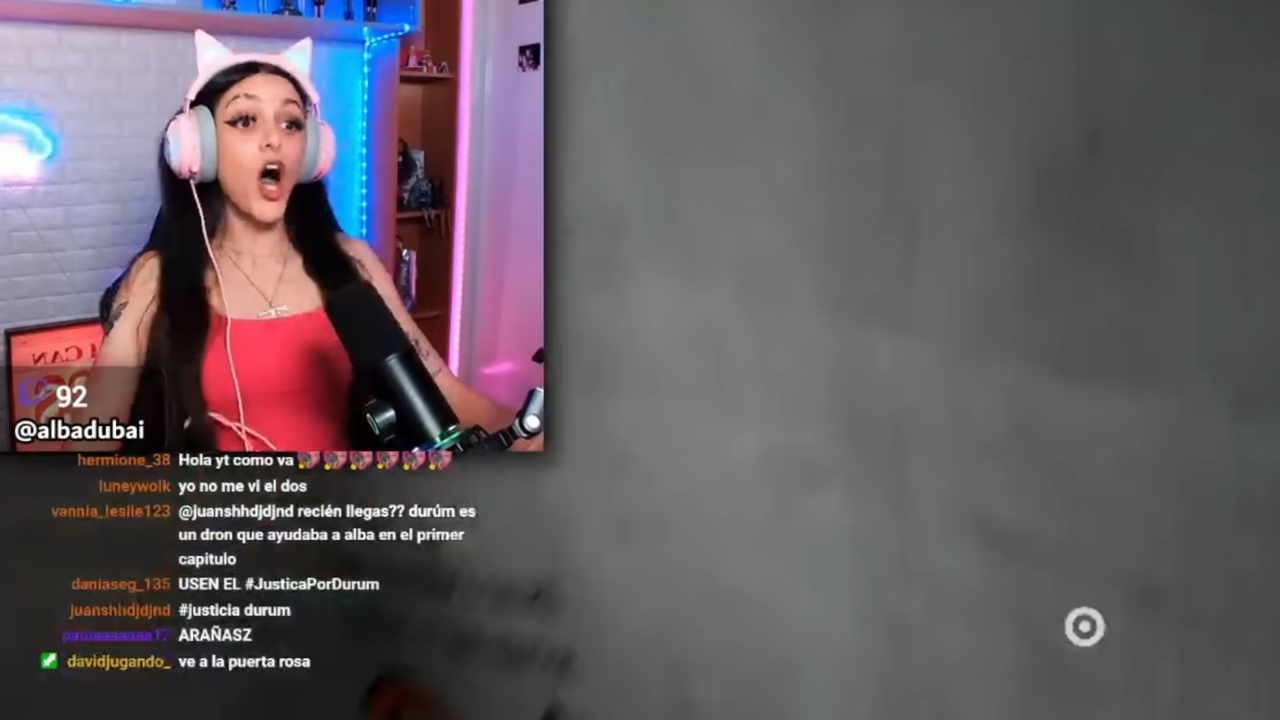 I CAN
92
@albadubai
hermione_38 Hola yt como va
luneywolk yo no me vi el dos
vannia_leslie123 @juanshhdjdjnd recién llegas?? durúm es
un dron que ayudaba a alba en el primer
capitulo
daniaseg_135 USEN EL #JusticaPorDurum
juanshhdjdjnd #justicia durum
ARAÑASZ
davidjugando_ ve a la puerta rosa